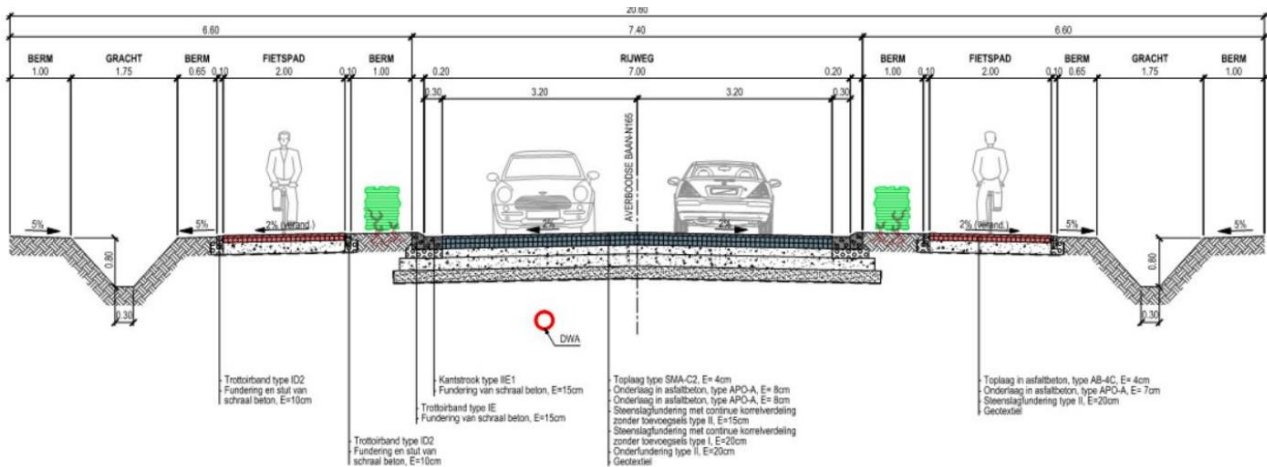 20.60
6.60 7.40 6.60
BERM GRACHT BERM FIETSPAD BERM RIJWEG BERM FIETSPAD BERM GRACHT BERM
1.00 1.75 0.65 0.10 2.00 0.10 1.00 0.20 7.00 0.20 1.00 0.10 2.00 0.10 0.65 1.75 1.00
0.30 3.20 3.20 0.30
AVERBOODSE BAAN-N165
5% 5% 2% (verand.) 2% 2% 2% (verand.) 5% 5%
0.80 0.80
0.30 0.30
DWA
- Trottoirband type ID2
- Fundering en stut van
schraal beton, E=10cm
- Trottoirband type ID2
- Fundering en stut van
schraal beton, E=10cm
- Kantstrook type IIE1
- Fundering van schraal beton, E=15cm
- Trottoirband type IE
- Fundering van schraal beton, E=15cm
- Toplaag type SMA-C2, E= 4cm
- Onderlaag in asfaltbeton, type APO-A, E= 8cm
- Onderlaag in asfaltbeton, type APO-A, E= 8cm
- Steenslagfundering met continue korrelverdeling
zonder toevoegsels type II, E=15cm
- Steenslagfundering met continue korrelverdeling
zonder toevoegsels type I, E=20cm
- Onderfundering type II, E=20cm
- Geotextiel
- Toplaag in asfaltbeton, type AB-4C, E= 4cm
- Onderlaag in asfaltbeton, type APO-A, E= 7cm
- Steenslagfundering type II, E=20cm
- Geotextiel